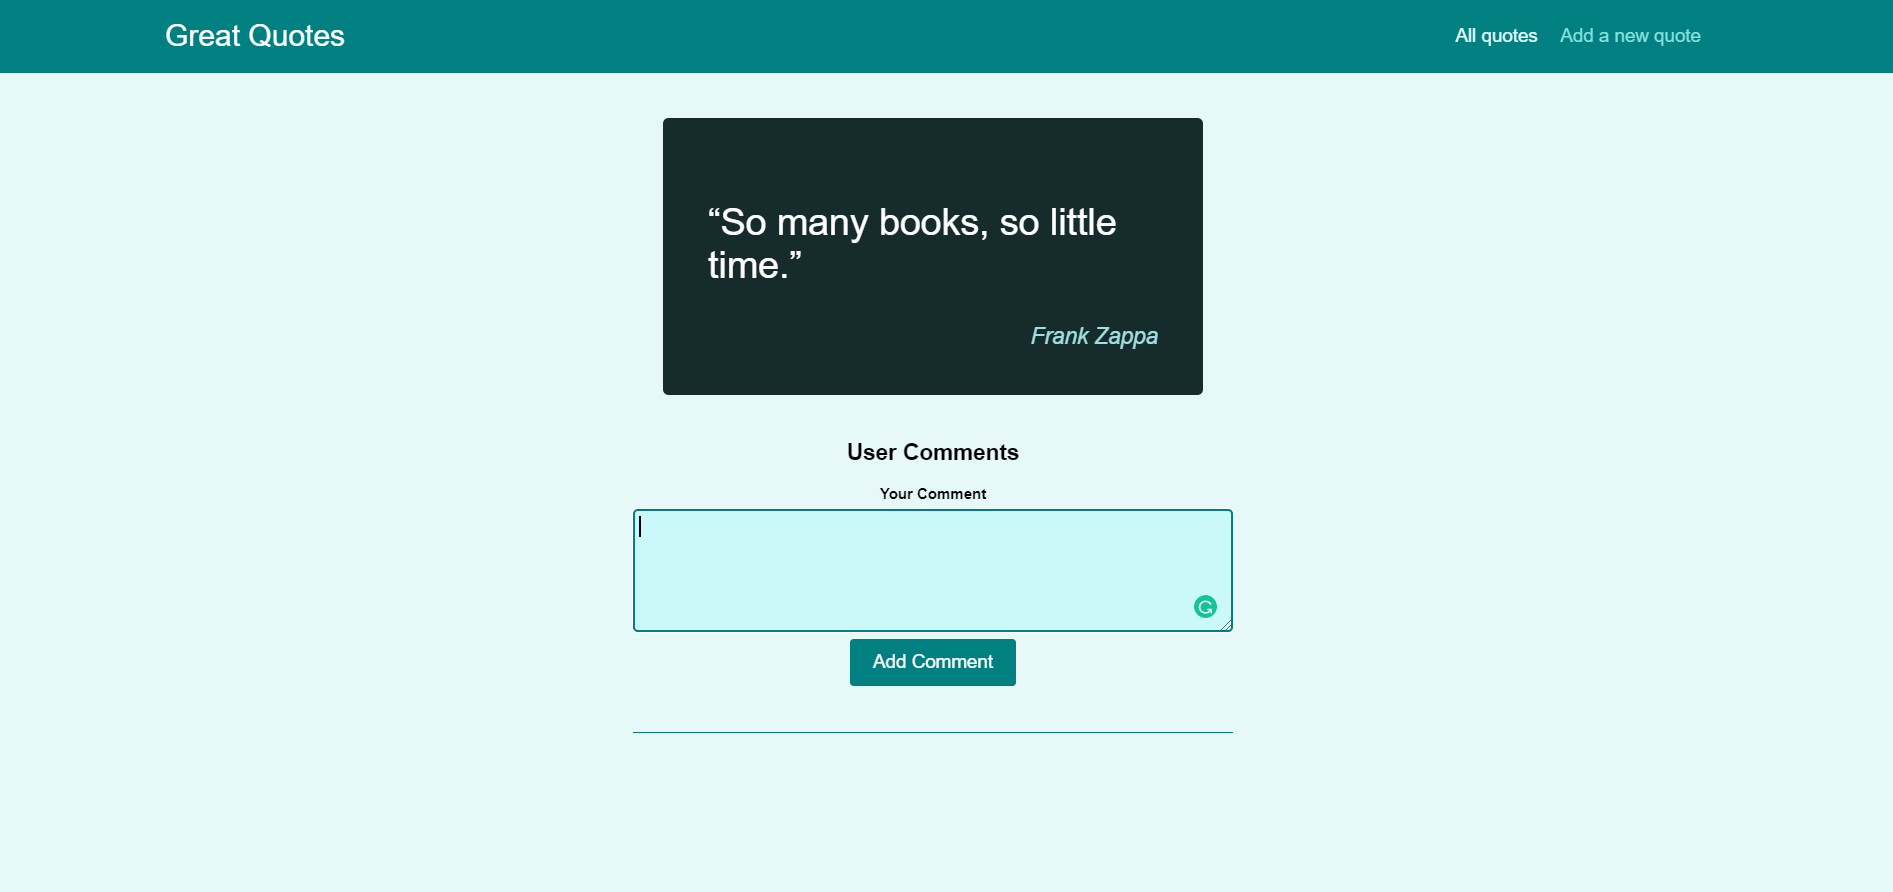 Great Quotes
All quotes
Add a new quote
“So many books, so little
time.”
Frank Zappa
User Comments
Your Comment
Add Comment